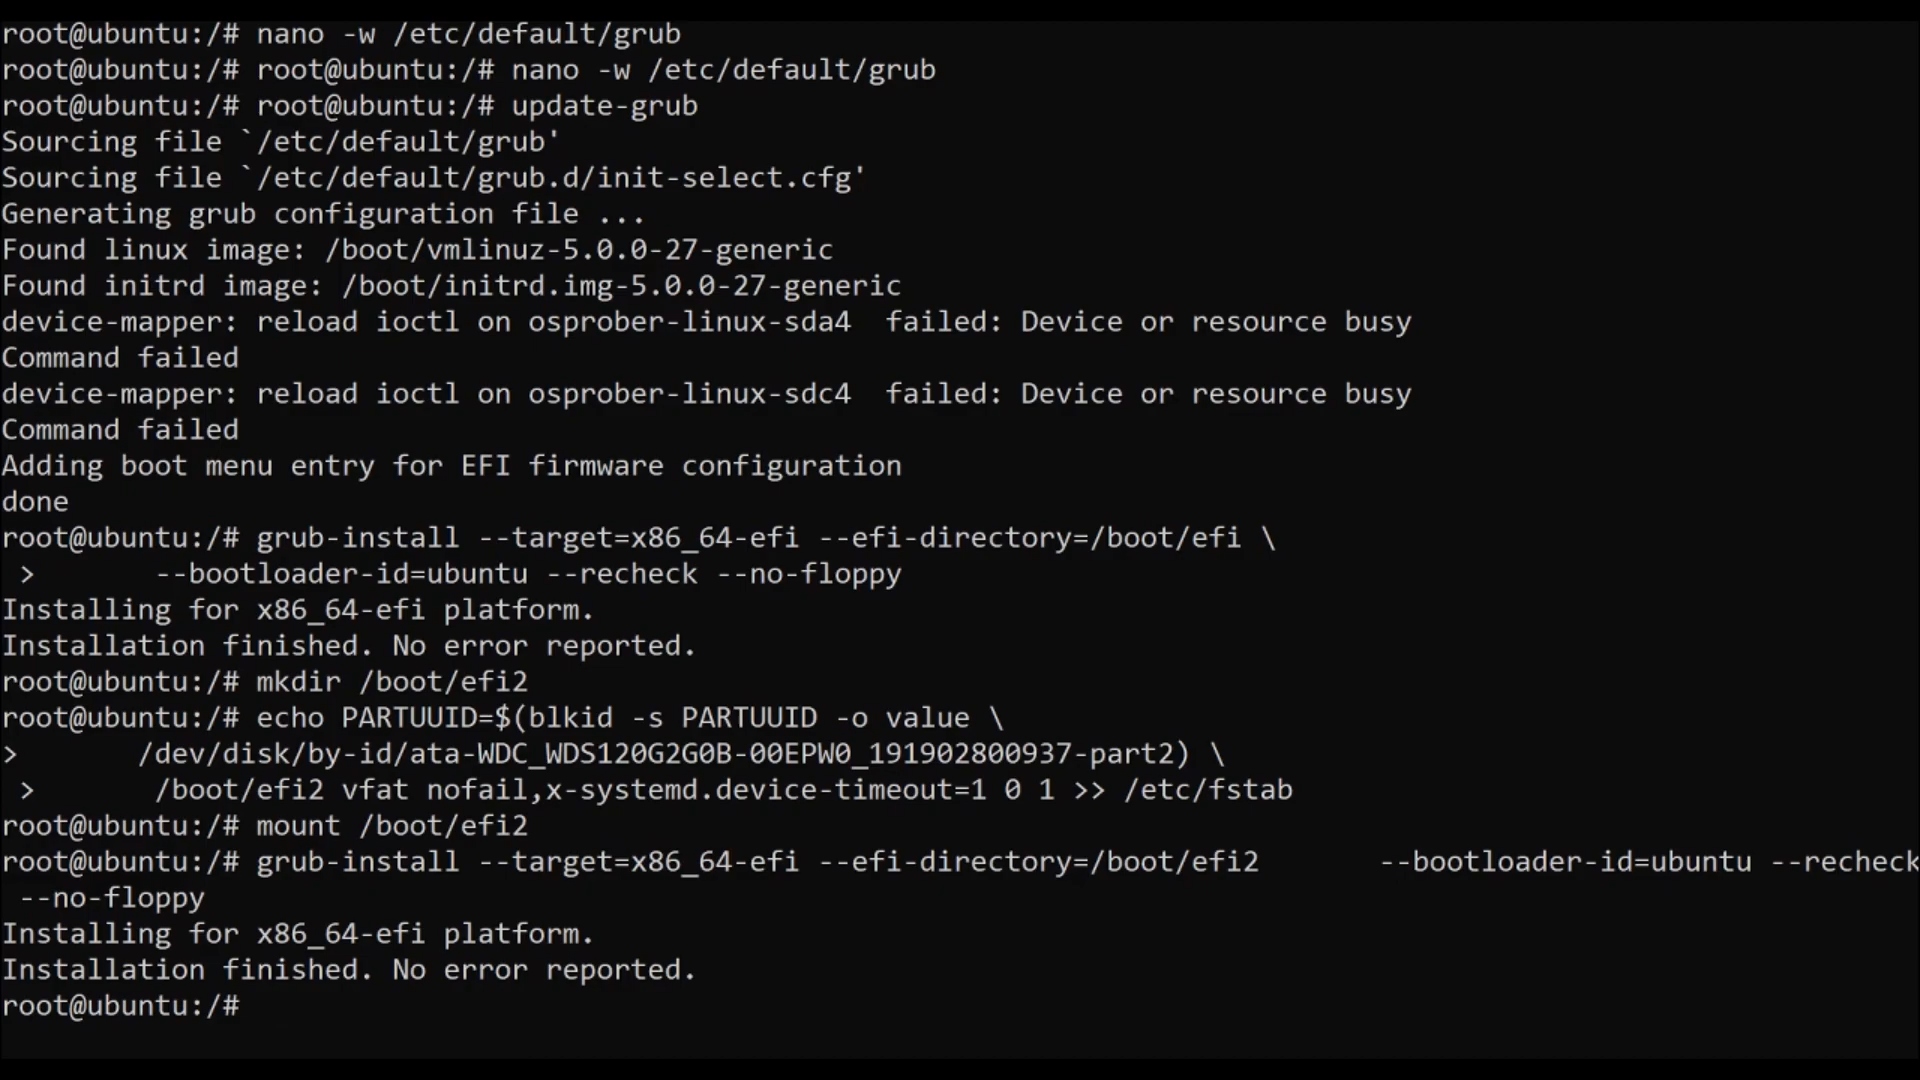 root@ubuntu:/# nano -w /etc/default/grub
root@ubuntu:/# root@ubuntu:/# nano -w /etc/default/grub
root@ubuntu:/# root@ubuntu:/# update-grub
Sourcing file `/etc/default/grub'
Sourcing file `/etc/default/grub.d/init-select.cfg'
Generating grub configuration file ...
Found linux image: /boot/vmlinuz-5.0.0-27-generic
Found initrd image: /boot/initrd.img-5.0.0-27-generic
device-mapper: reload ioctl on osprober-linux-sda4  failed: Device or resource busy
Command failed
device-mapper: reload ioctl on osprober-linux-sdc4  failed: Device or resource busy
Command failed
Adding boot menu entry for EFI firmware configuration
done
root@ubuntu:/# grub-install --target=x86_64-efi --efi-directory=/boot/efi \
 >       --bootloader-id=ubuntu --recheck --no-floppy
Installing for x86_64-efi platform.
Installation finished. No error reported.
root@ubuntu:/# mkdir /boot/efi2
root@ubuntu:/# echo PARTUUID=$(blkid -s PARTUUID -o value \
>       /dev/disk/by-id/ata-WDC_WDS120G2G0B-00EPW0_191902800937-part2) \
 >       /boot/efi2 vfat nofail,x-systemd.device-timeout=1 0 1 >> /etc/fstab
root@ubuntu:/# mount /boot/efi2
root@ubuntu:/# grub-install --target=x86_64-efi --efi-directory=/boot/efi2       --bootloader-id=ubuntu --recheck
 --no-floppy
Installing for x86_64-efi platform.
Installation finished. No error reported.
root@ubuntu:/#